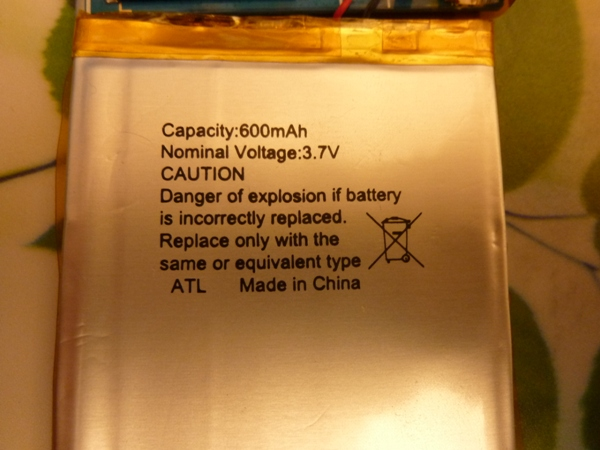 Capacity:600mAh
Nominal Voltage:3.7V
CAUTION
Danger of explosion if battery
is incorrectly replaced.
Replace only with the
same or equivalent type
ATL Made in China